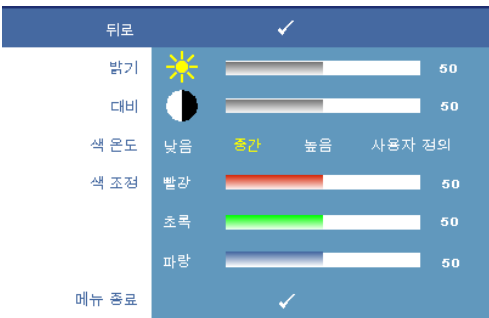 뒤로
밝기 50
대비 50
색 온도 낮음 중간 높음 사용자 정의
색 조정 빨강 50
초록 50
파랑 50
메뉴 종료